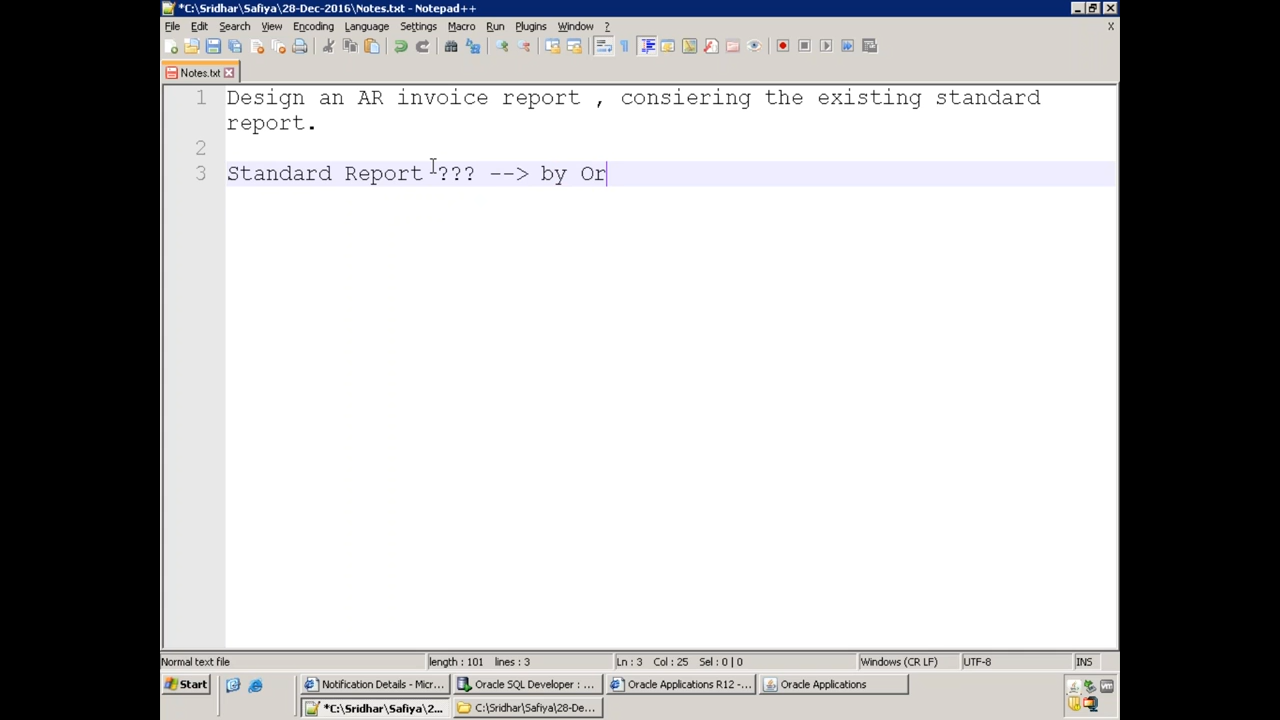 *C:\Sridhar\Safiya\28-Dec-2016\Notes.txt - Notepad++
File Edit Search View Encoding Language Settings Macro Run Plugins Window ?
X
Notes.txt
1 Design an AR invoice report , consiering the existing standard
report.
2
3 Standard Report ??? --> by Or
Normal text file length : 101 lines : 3 Ln : 3 Col : 25 Sel : 0 | 0 Windows (CR LF) UTF-8 INS
Start Notification Details - Micr... Oracle SQL Developer : ... Oracle Applications R12 -... Oracle Applications
*C:\Sridhar\Safiya\2... C:\Sridhar\Safiya\28-De...